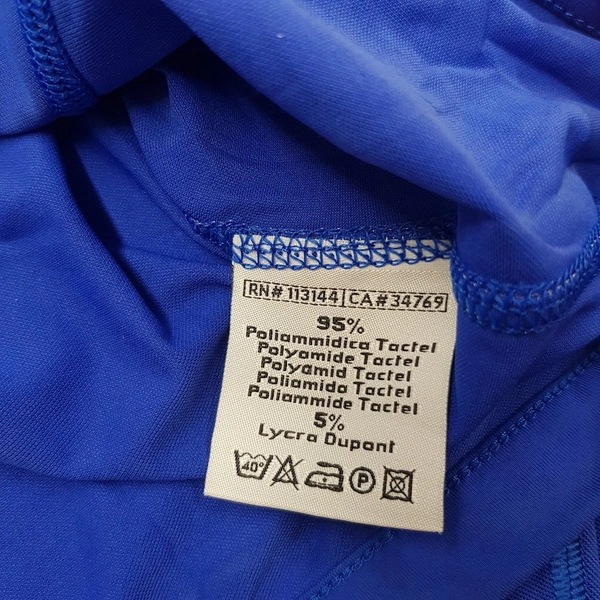 RN# 113144 CA# 34769
95%
Poliammidica Tactel
Polyamide Tactel
Polyamid Tactel
Poliamida Tactel
Poliammide Tactel
5%
Lycra Dupont
40° P